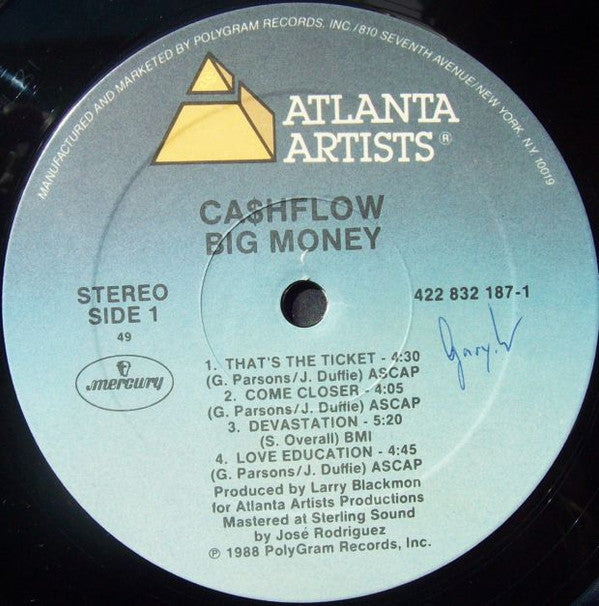 MANUFACTURED AND MARKETED BY POLYGRAM RECORDS, INC/810 SEVENTH AVENUE/NEW YORK, NY 10019
ATLANTA
ARTISTS®
CA$HFLOW
BIG MONEY
STEREO
SIDE 1
49
422 832 187-1
mercury
Gary.W
1. THAT'S THE TICKET - 4:30
(G. Parsons/J. Duffie) ASCAP
2. COME CLOSER - 4:05
(G. Parsons/J. Duffie) ASCAP
3. DEVASTATION - 5:20
(S. Overall) BMI
4. LOVE EDUCATION - 4:45
(G. Parsons/J. Duffie) ASCAP
Produced by Larry Blackmon
for Atlanta Artists Productions
Mastered at Sterling Sound
by José Rodriguez
℗ 1988 PolyGram Records, Inc.